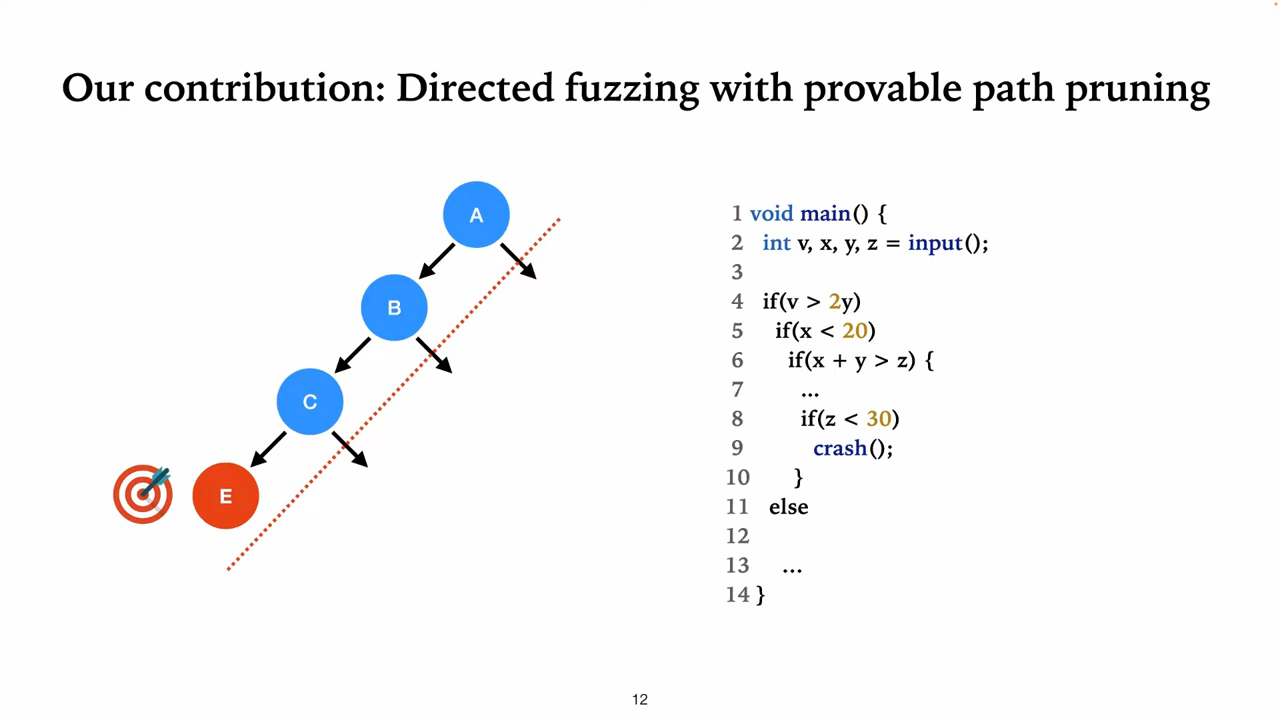 Our contribution: Directed fuzzing with provable path pruning
A
B
C
E
1 void main() {
2 int v, x, y, z = input();
3
4 if(v > 2y)
5 if(x < 20)
6 if(x + y > z) {
7 ...
8 if(z < 30)
9 crash();
10 }
11 else
12
13 ...
14 }
12